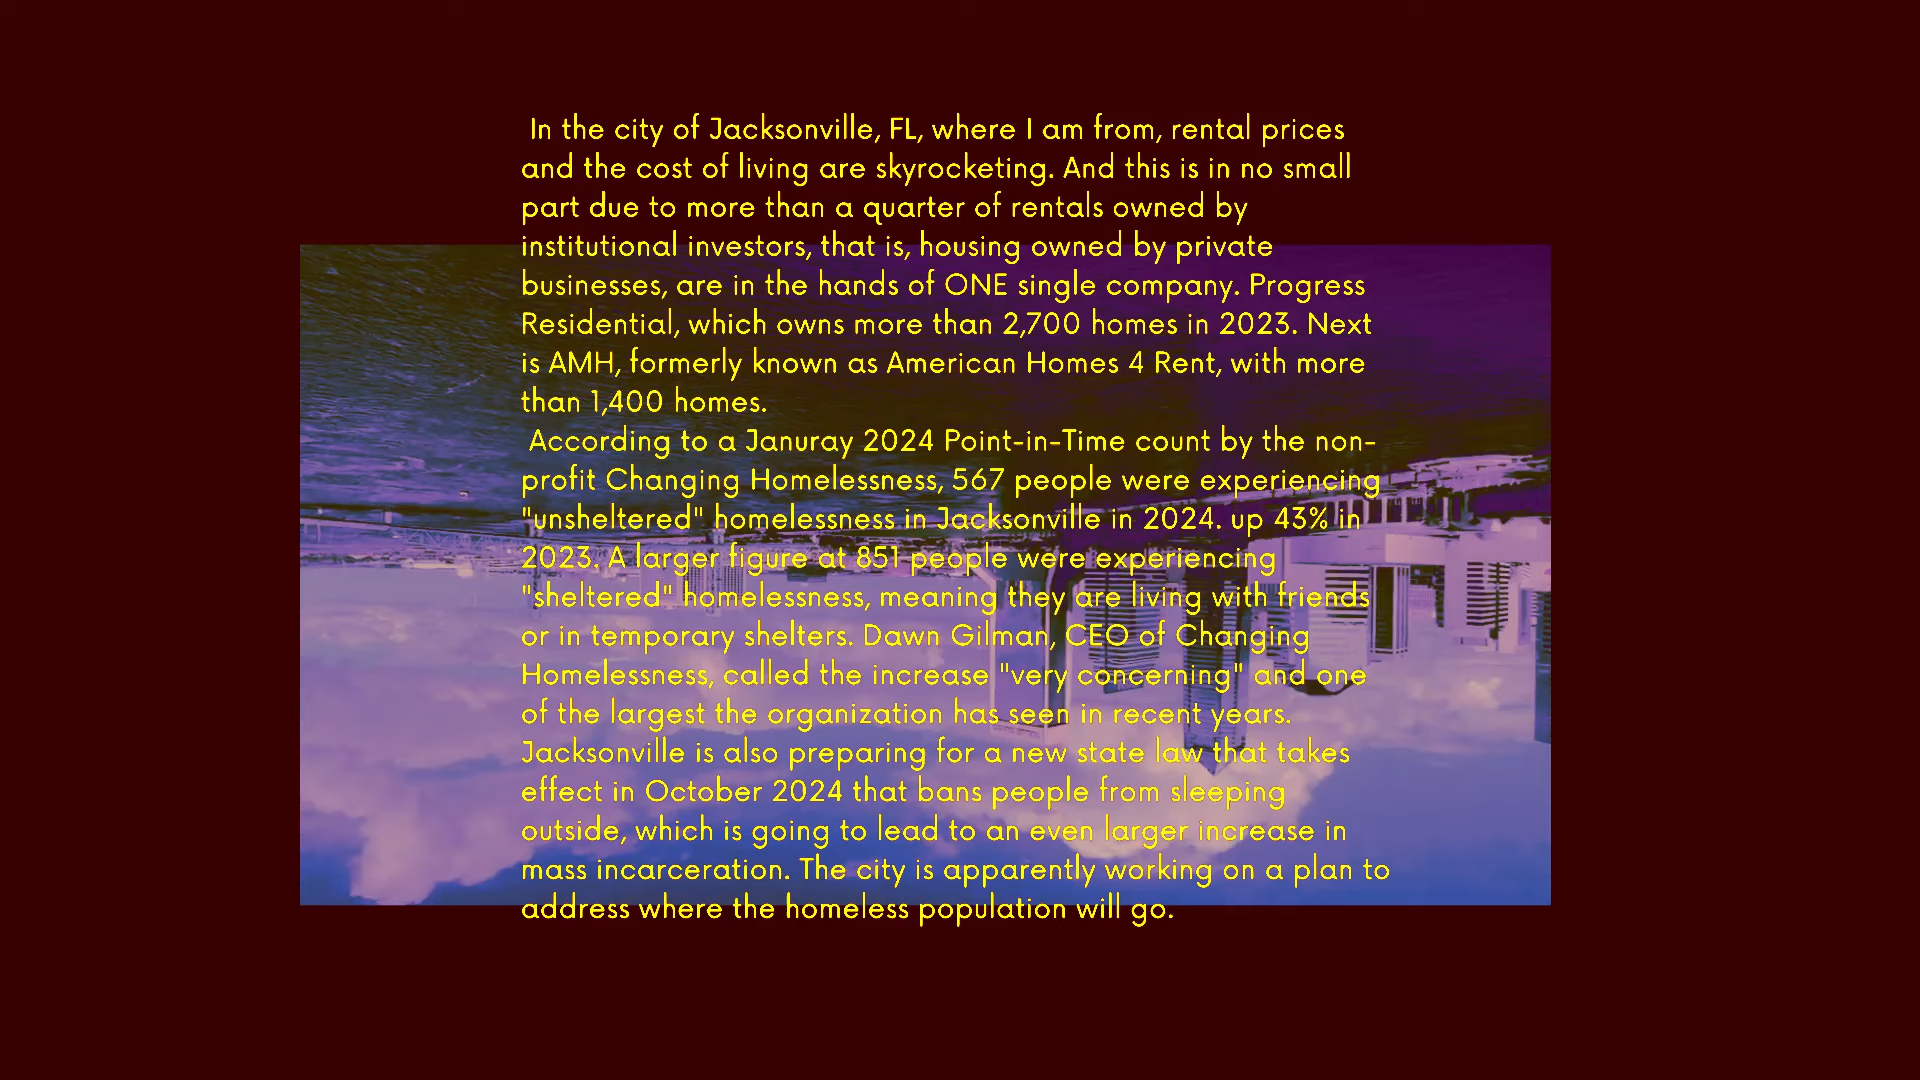 In the city of Jacksonville, FL, where I am from, rental prices
and the cost of living are skyrocketing. And this is in no small
part due to more than a quarter of rentals owned by
institutional investors, that is, housing owned by private
businesses, are in the hands of ONE single company. Progress
Residential, which owns more than 2,700 homes in 2023. Next
is AMH, formerly known as American Homes 4 Rent, with more
than 1,400 homes.
According to a Januray 2024 Point-in-Time count by the non-
profit Changing Homelessness, 567 people were experiencing
"unsheltered" homelessness in Jacksonville in 2024. up 43% in
2023. A larger figure at 851 people were experiencing
"sheltered" homelessness, meaning they are living with friends
or in temporary shelters. Dawn Gilman, CEO of Changing
Homelessness, called the increase "very concerning" and one
of the largest the organization has seen in recent years.
Jacksonville is also preparing for a new state law that takes
effect in October 2024 that bans people from sleeping
outside, which is going to lead to an even larger increase in
mass incarceration. The city is apparently working on a plan to
address where the homeless population will go.